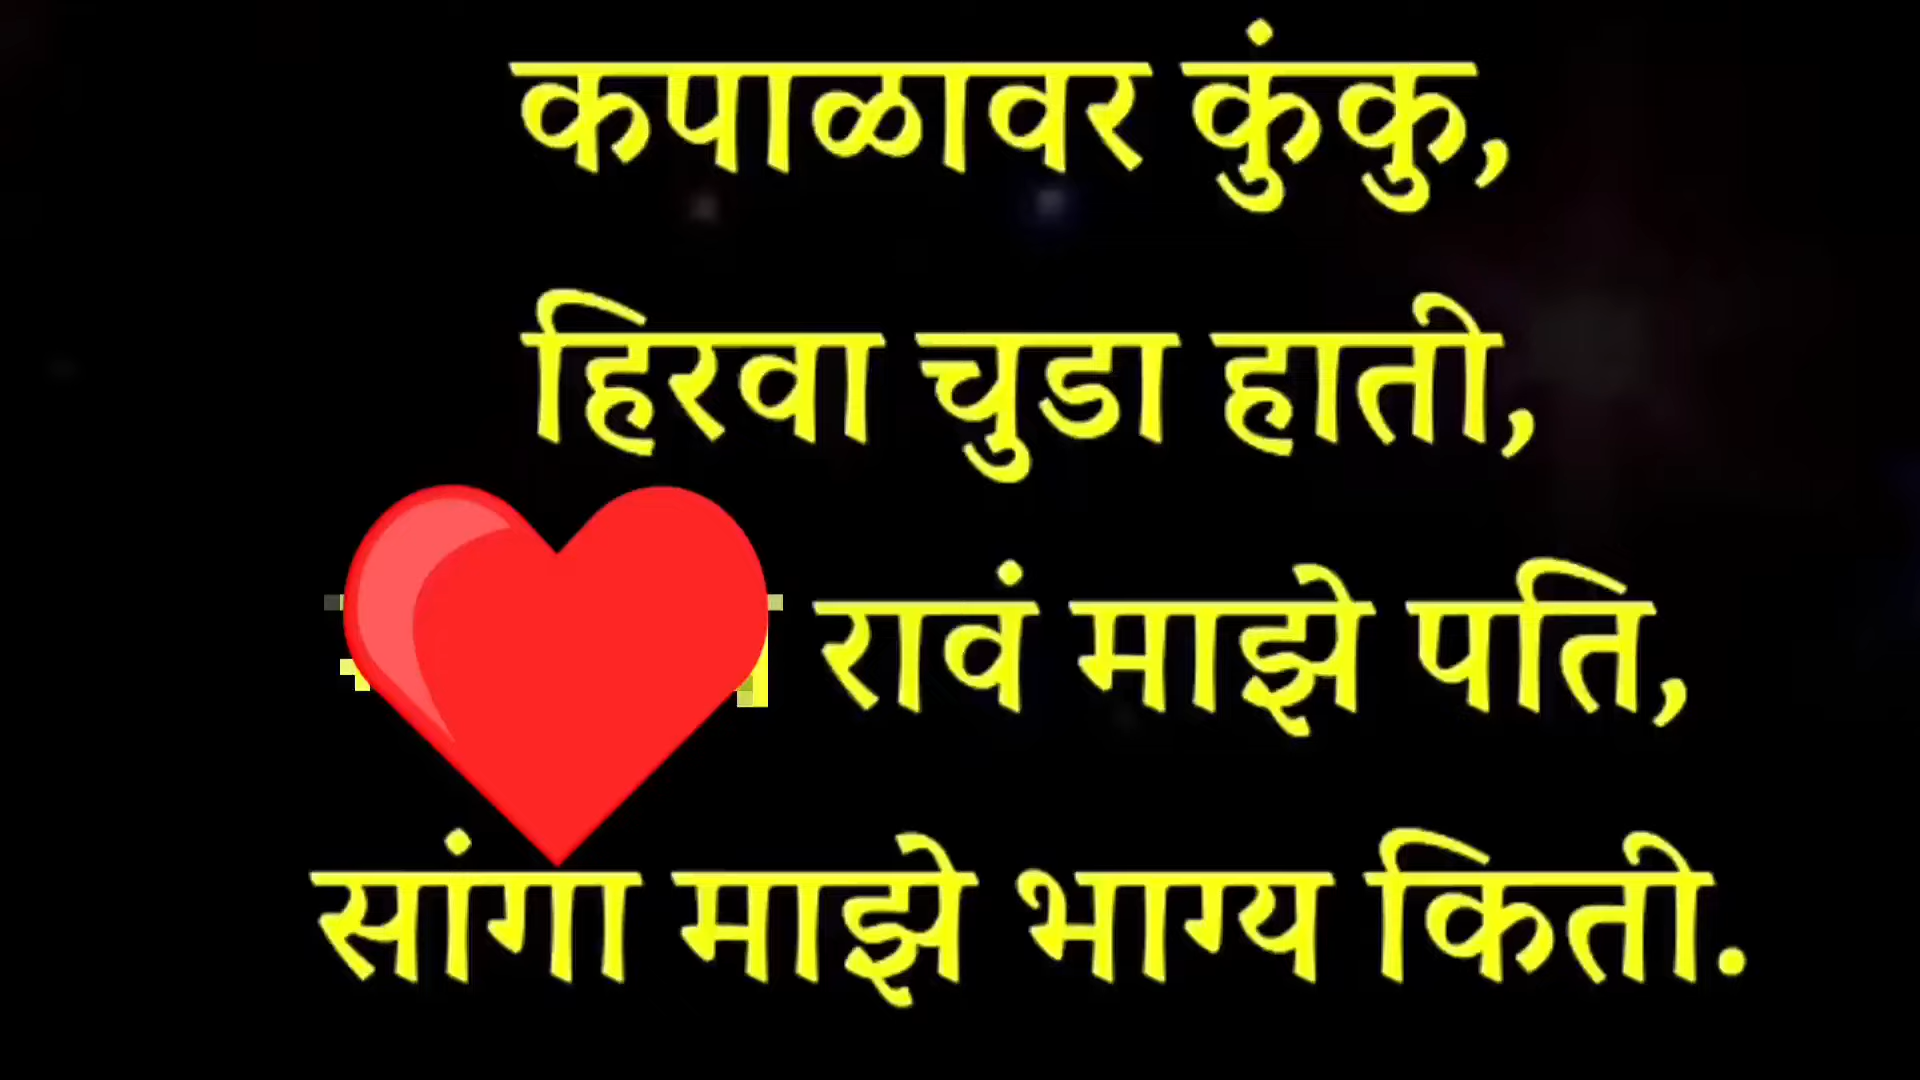 कपाळावर कुंकु,
हिरवा चुडा हाती,
रावं माझे पति,
सांगा माझे भाग्य किती.